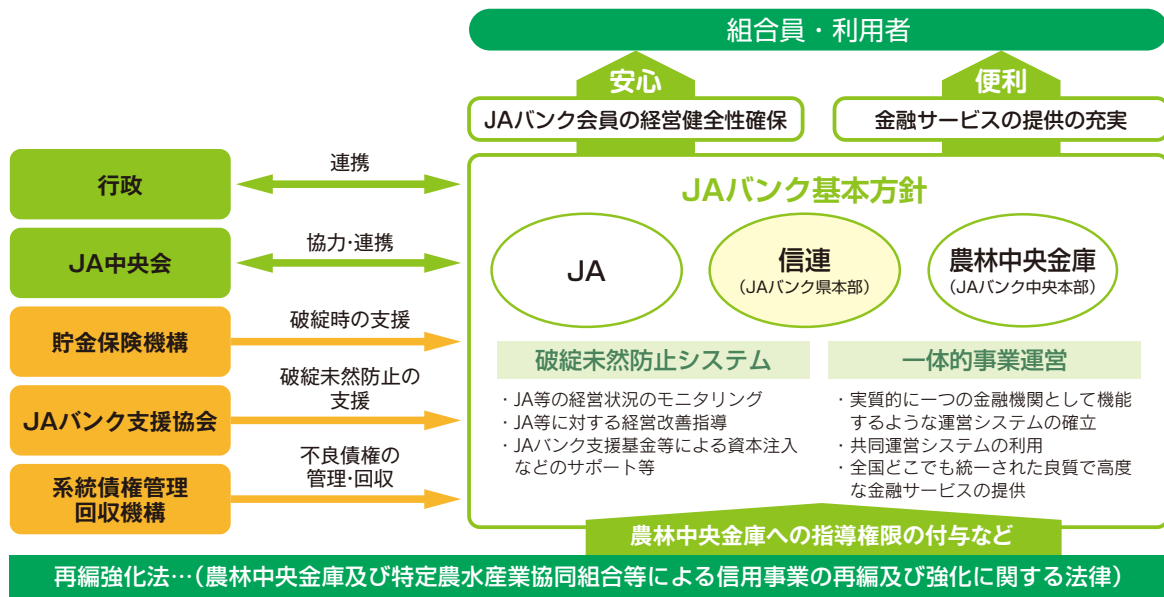 組合員・利用者
安心
便利
JAバンク会員の経営健全性確保
金融サービスの提供の充実
行政
連携
JA中央会
協力・連携
貯金保険機構
破綻時の支援
JAバンク支援協会
破綻未然防止の
支援
系統債権管理
回収機構
不良債権の
管理・回収
JAバンク基本方針
JA
信連
（JAバンク県本部）
農林中央金庫
（JAバンク中央本部）
破綻未然防止システム
・JA等の経営状況のモニタリング
・JA等に対する経営改善指導
・JAバンク支援基金等による資本注入
などのサポート等
一体的事業運営
・実質的に一つの金融機関として機能
するような運営システムの確立
・共同運営システムの利用
・全国どこでも統一された良質で高度
な金融サービスの提供
農林中央金庫への指導権限の付与など
再編強化法…（農林中央金庫及び特定農水産業協同組合等による信用事業の再編及び強化に関する法律）